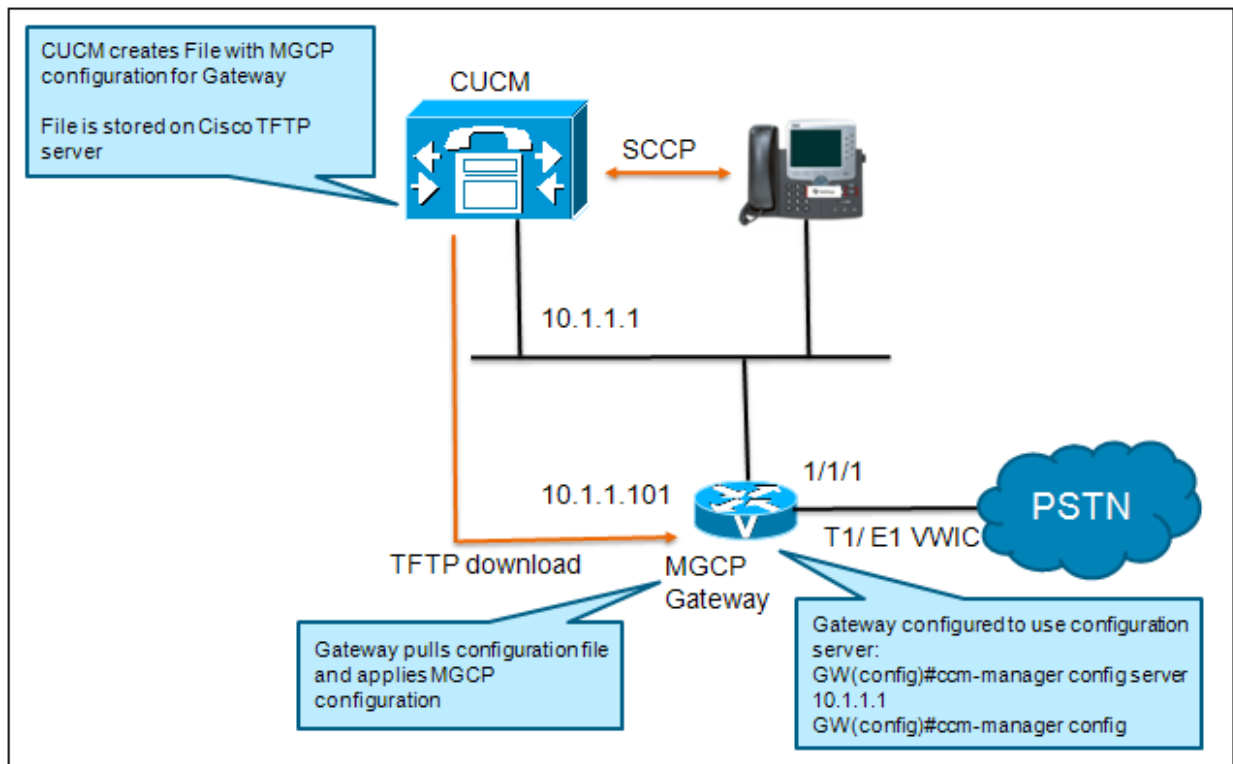 CUCM creates File with MGCP
configuration for Gateway
File is stored on Cisco TFTP
server
CUCM
SCCP
10.1.1.1
10.1.1.101
1/1/1
PSTN
T1/ E1 VWIC
V
TFTP download
MGCP
Gateway
Gateway pulls configuration file
and applies MGCP
configuration
Gateway configured to use configuration
server:
GW(config)#ccm-manager config server
10.1.1.1
GW(config)#ccm-manager config